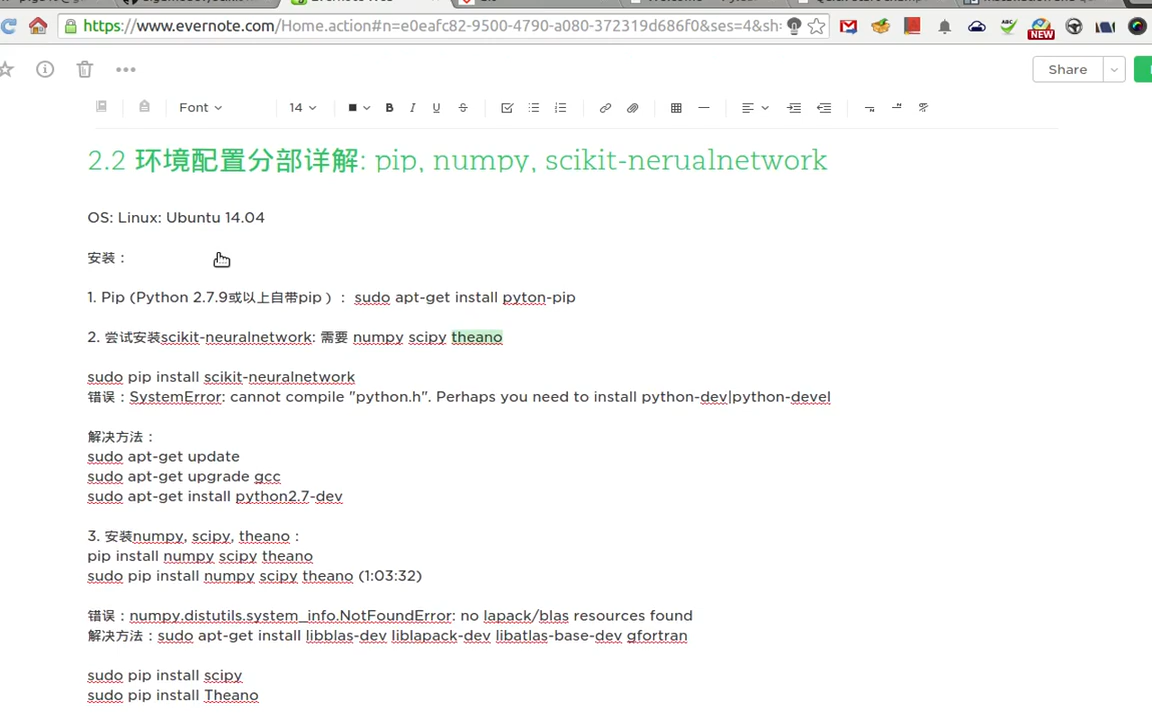 https://www.evernote.com/Home.action#n=e0eafc82-9500-4790-a080-372319d686f0&ses=4&sh:
NEW
Share
Font
14
B
I
U
2.2 环境配置分部详解: pip, numpy, scikit-nerualnetwork
OS: Linux: Ubuntu 14.04
安装：
1. Pip (Python 2.7.9或以上自带pip ) ： sudo apt-get install pyton-pip
2. 尝试安装scikit-neuralnetwork: 需要 numpy scipy theano
sudo pip install scikit-neuralnetwork
错误：SystemError: cannot compile "python.h". Perhaps you need to install python-dev|python-devel
解决方法：
sudo apt-get update
sudo apt-get upgrade gcc
sudo apt-get install python2.7-dev
3. 安装numpy, scipy, theano：
pip install numpy scipy theano
sudo pip install numpy scipy theano (1:03:32)
错误：numpy.distutils.system_info.NotFoundError: no lapack/blas resources found
解决方法：sudo apt-get install libblas-dev liblapack-dev libatlas-base-dev gfortran
sudo pip install scipy
sudo pip install Theano